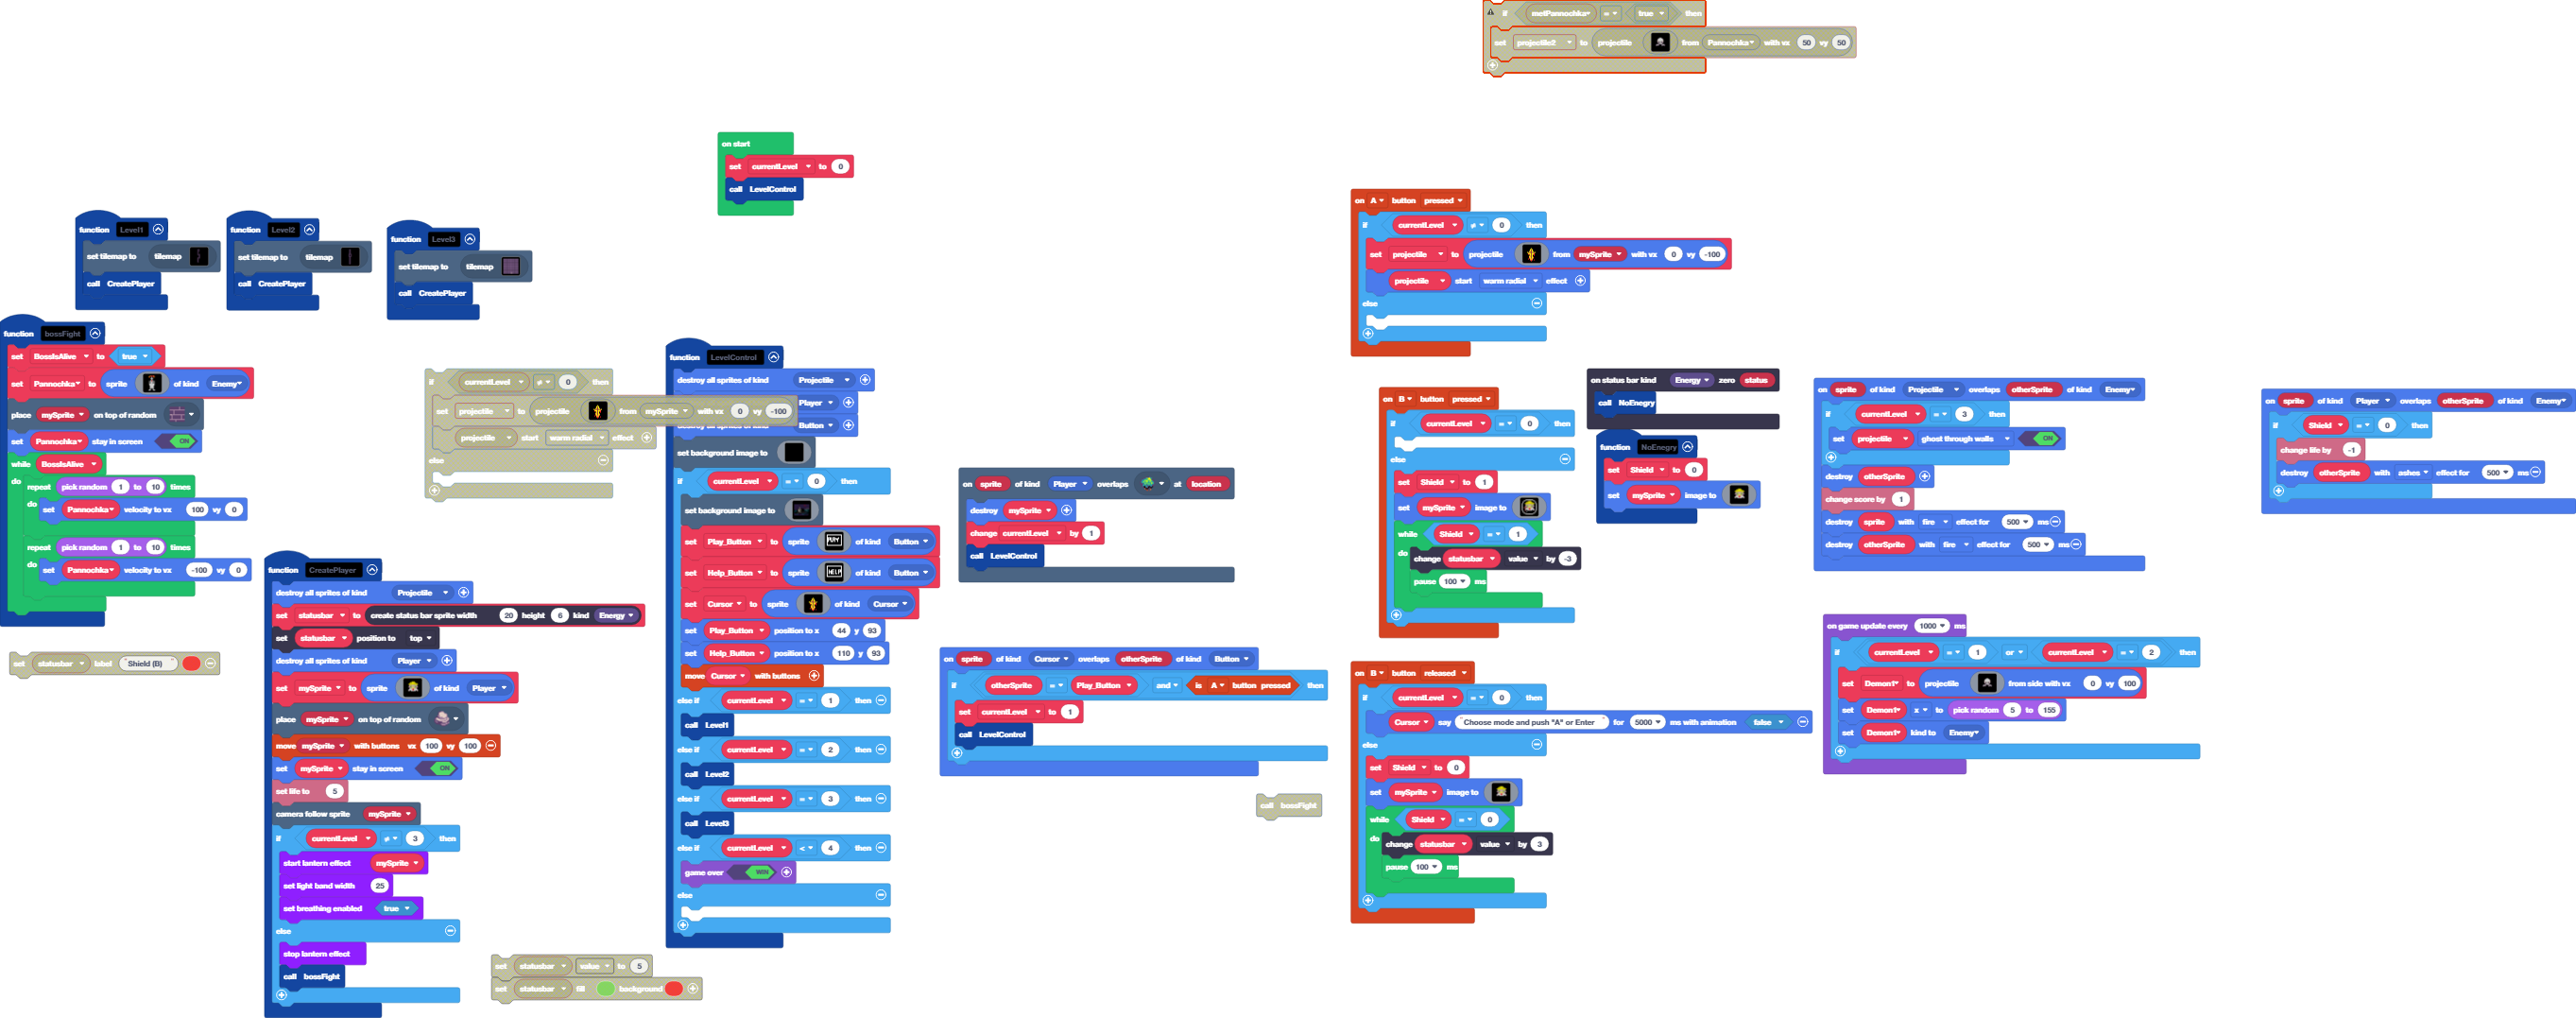 if metPannochka = true then
set projectile2 to projectile from Pannochka with vx 50 vy 50
on start
set currentLevel to 0
call LevelControl
function Level1
set tilemap to tilemap
call CreatePlayer
function Level2
set tilemap to tilemap
call CreatePlayer
function Level3
set tilemap to tilemap
call CreatePlayer
function bossFight
set BossIsAlive to true
set Pannochka to sprite of kind Enemy
place mySprite on top of random
set Pannochka stay in screen ON
while BossIsAlive
do
repeat pick random 1 to 10 times
do set Pannochka velocity to vx 100 vy 0
repeat pick random 1 to 10 times
do set Pannochka velocity to vx -100 vy 0
set statusbar label "Shield (B)"
if currentLevel ≠ 0 then
set projectile to projectile from mySprite with vx 0 vy -100
projectile start warm radial effect
else
function CreatePlayer
destroy all sprites of kind Projectile
set statusbar to create status bar sprite width 20 height 6 kind Energy
set statusbar position to top
destroy all sprites of kind Player
set mySprite to sprite of kind Player
place mySprite on top of random
move mySprite with buttons vx 100 vy 100
set mySprite stay in screen ON
set life to 5
camera follow sprite mySprite
if currentLevel ≠ 3 then
start lantern effect mySprite
set light band width 25
set breathing enabled true
else
stop lantern effect
call bossFight
set statusbar value to 5
set statusbar fill background
function LevelControl
destroy all sprites of kind Projectile
Player
destroy all sprites of kind Button
set background image to
if currentLevel = 0 then
set background image to
set Play_Button to sprite PLAY of kind Button
set Help_Button to sprite HELP of kind Button
set Cursor to sprite of kind Cursor
set Play_Button position to x 44 y 93
set Help_Button position to x 110 y 93
move Cursor with buttons
else if currentLevel = 1 then
call Level1
else if currentLevel = 2 then
call Level2
else if currentLevel = 3 then
call Level3
else if currentLevel < 4 then
game over WIN
else
on sprite of kind Player overlaps at location
destroy mySprite
change currentLevel by 1
call LevelControl
on sprite of kind Cursor overlaps otherSprite of kind Button
if otherSprite = Play_Button and is A button pressed then
set currentLevel to 1
call LevelControl
call bossFight
on A button pressed
if currentLevel ≠ 0 then
set projectile to projectile from mySprite with vx 0 vy -100
projectile start warm radial effect
else
on B button pressed
if currentLevel = 0 then
else
set Shield to 1
set mySprite image to
while Shield = 1
do change statusbar value by -3
pause 100 ms
on status bar kind Energy zero status
call NoEnegry
function NoEnegry
set Shield to 0
set mySprite image to
on B button released
if currentLevel = 0 then
Cursor say "Choose mode and push "A" or Enter" for 5000 ms with animation false
else
set Shield to 0
set mySprite image to
while Shield = 0
do change statusbar value by 3
pause 100 ms
on sprite of kind Projectile overlaps otherSprite of kind Enemy
if currentLevel = 3 then
set projectile ghost through walls ON
destroy otherSprite
change score by 1
destroy sprite with fire effect for 500 ms
destroy otherSprite with fire effect for 500 ms
on game update every 1000 ms
if currentLevel = 1 or currentLevel = 2 then
set Demon1 to projectile from side with vx 0 vy 100
set Demon1 x to pick random 5 to 155
set Demon1 kind to Enemy
on sprite of kind Player overlaps otherSprite of kind Enemy
if Shield = 0 then
change life by -1
destroy otherSprite with ashes effect for 500 ms